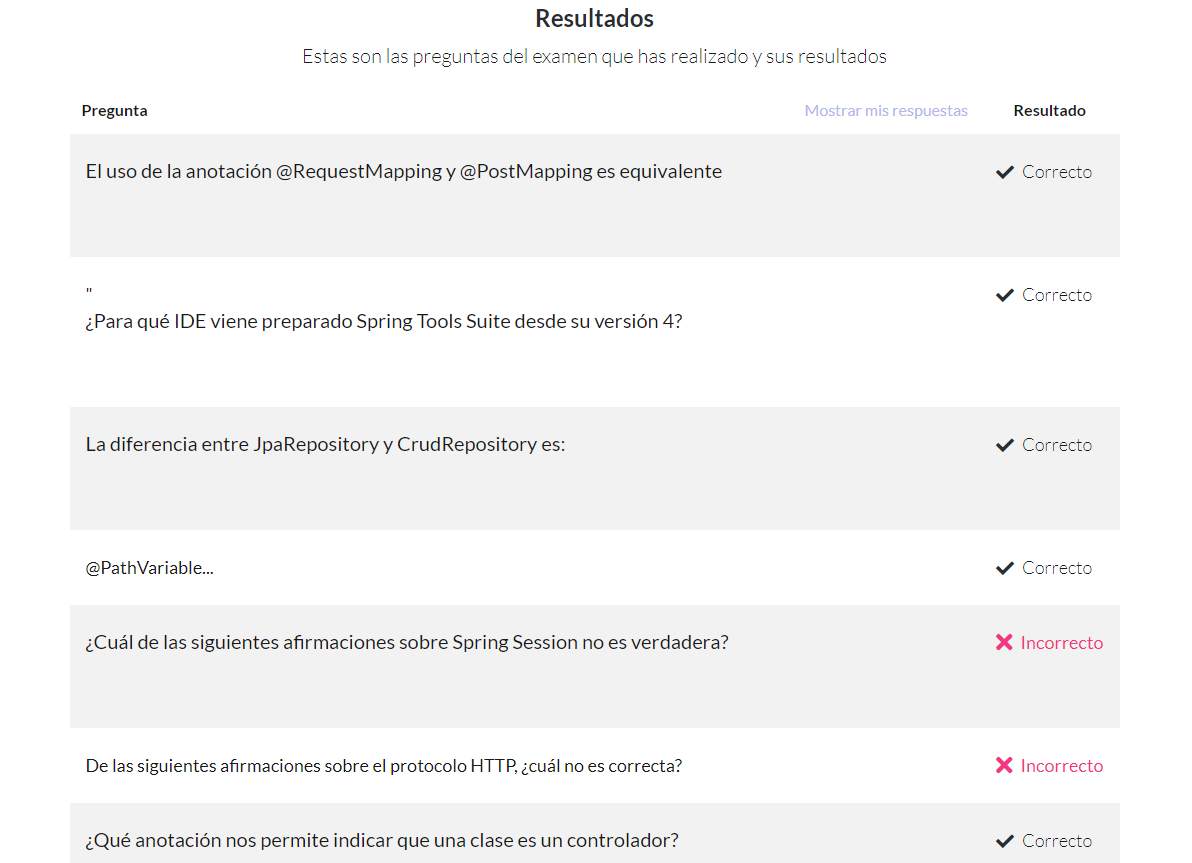 Resultados
Estas son las preguntas del examen que has realizado y sus resultados
Pregunta Mostrar mis respuestas Resultado
El uso de la anotación @RequestMapping y @PostMapping es equivalente Correcto
" Correcto
¿Para qué IDE viene preparado Spring Tools Suite desde su versión 4?
La diferencia entre JpaRepository y CrudRepository es: Correcto
@PathVariable... Correcto
¿Cuál de las siguientes afirmaciones sobre Spring Session no es verdadera? Incorrecto
De las siguientes afirmaciones sobre el protocolo HTTP, ¿cuál no es correcta? Incorrecto
¿Qué anotación nos permite indicar que una clase es un controlador? Correcto